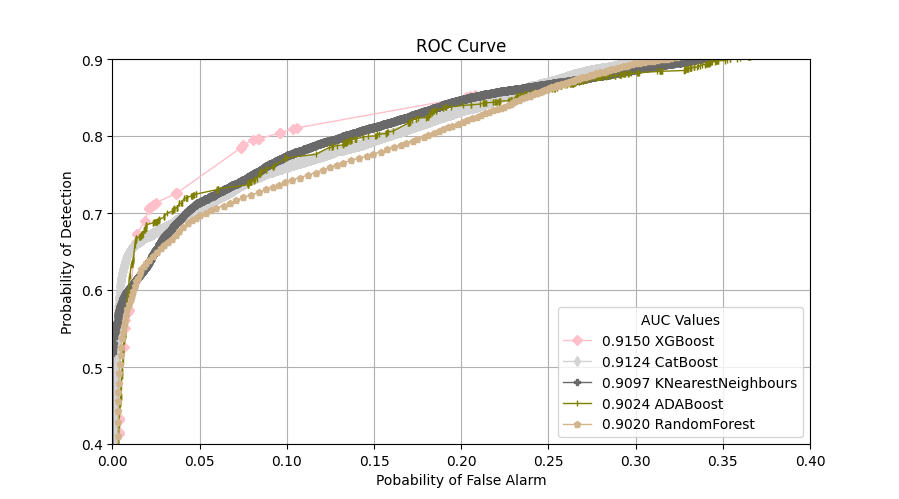 ROC Curve
0.9
0.8
0.7
0.6
0.5
0.4
Probability of Detection
0.00 0.05 0.10 0.15 0.20 0.25 0.30 0.35 0.40
Pobability of False Alarm
AUC Values
0.9150 XGBoost
0.9124 CatBoost
0.9097 KNearestNeighbours
0.9024 ADABoost
0.9020 RandomForest